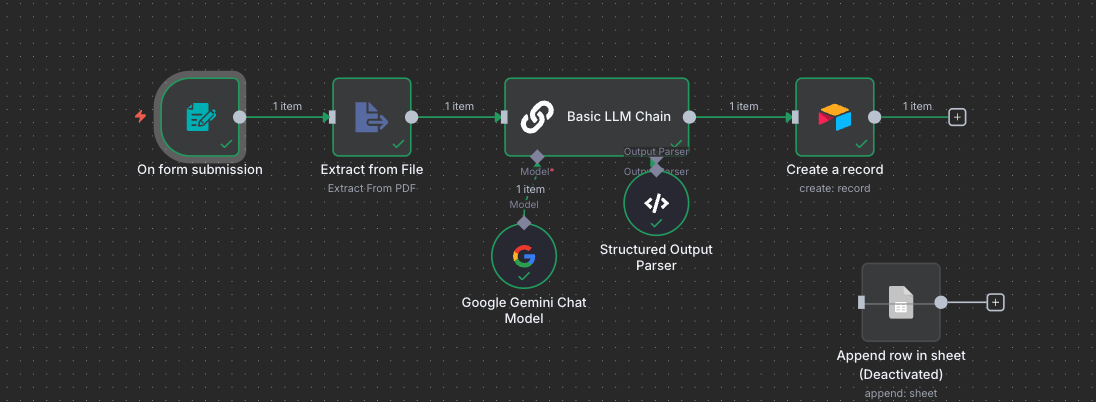 1 item
1 item
1 item
1 item
Basic LLM Chain
Output Parser
On form submission
Extract from File
Extract From PDF
Model*
Output Parser
1 item
Model
Create a record
create: record
Structured Output
Parser
Google Gemini Chat
Model
Append row in sheet
(Deactivated)
append: sheet